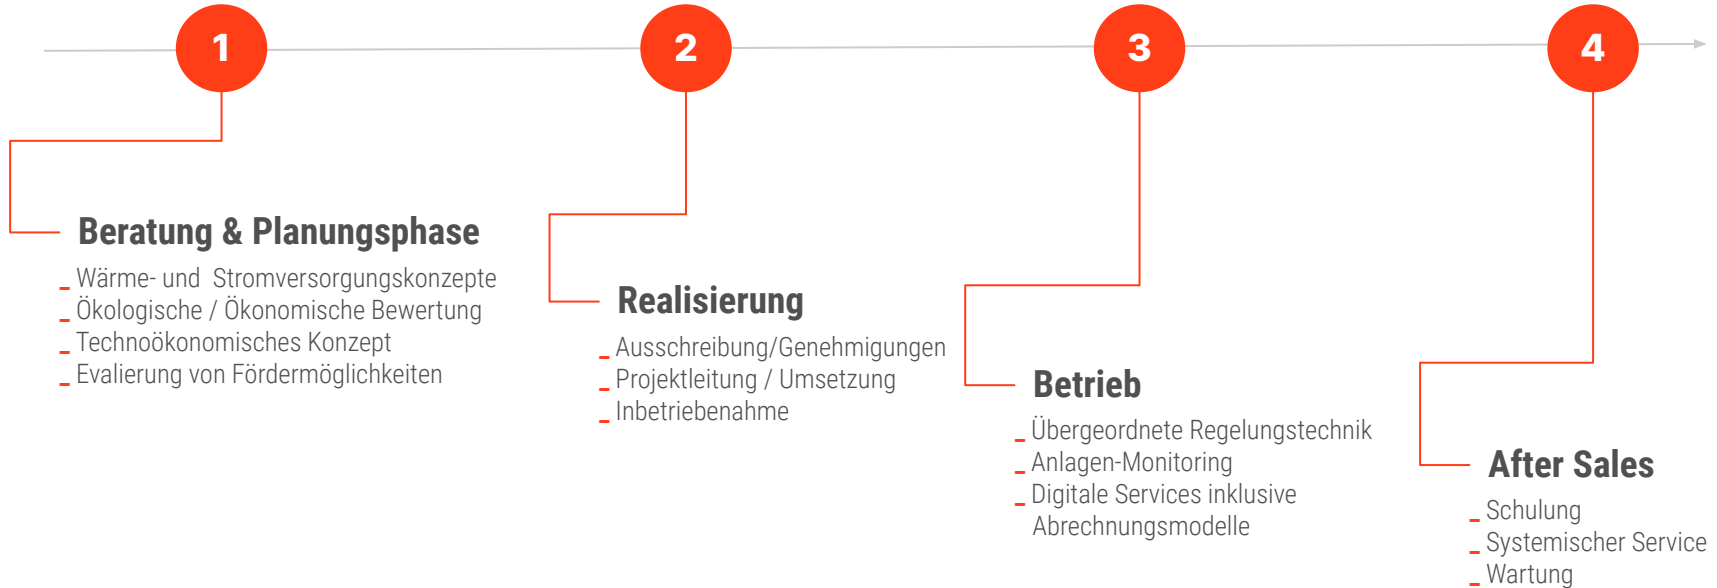 1
2
3
4
Beratung & Planungsphase
Wärme- und Stromversorgungskonzepte
Ökologische / Ökonomische Bewertung
Technoökonomisches Konzept
Evalierung von Fördermöglichkeiten
Realisierung
Ausschreibung/Genehmigungen
Projektleitung / Umsetzung
Inbetriebenahme
Betrieb
Übergeordnete Regelungstechnik
Anlagen-Monitoring
Digitale Services inklusive
Abrechnungsmodelle
After Sales
Schulung
Systemischer Service
Wartung